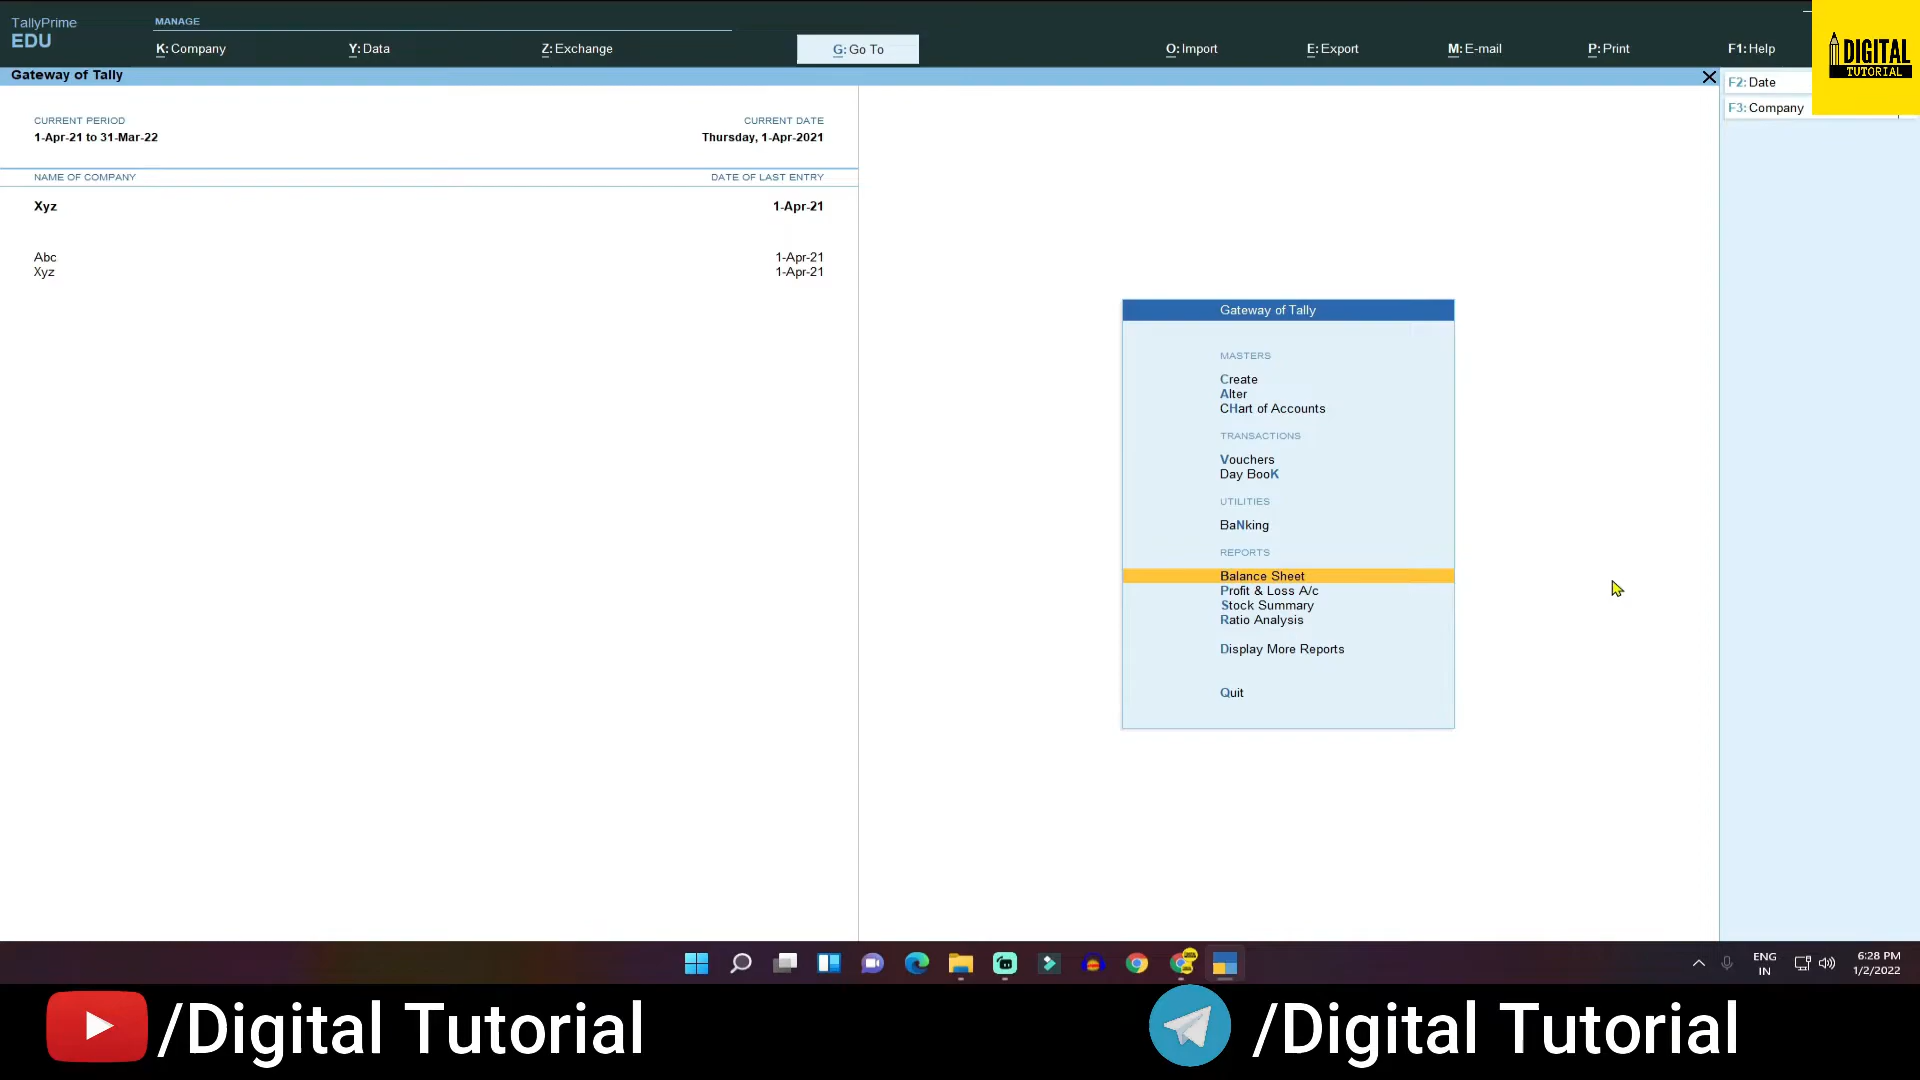 TallyPrime
EDU
MANAGE
K: Company
Y: Data
Z: Exchange
G: Go To
O: Import
E: Export
M: E-mail
P: Print
F1: Help
DIGITAL
TUTORIAL
Gateway of Tally
F2: Date
F3: Company
CURRENT PERIOD
1-Apr-21 to 31-Mar-22
CURRENT DATE
Thursday, 1-Apr-2021
NAME OF COMPANY
DATE OF LAST ENTRY
Xyz 1-Apr-21
Abc 1-Apr-21
Xyz 1-Apr-21
Gateway of Tally
MASTERS
Create
Alter
CHart of Accounts
TRANSACTIONS
Vouchers
Day BooK
UTILITIES
BaNking
REPORTS
Balance Sheet
Profit & Loss A/c
Stock Summary
Ratio Analysis
Display More Reports
Quit
ENG
IN
6:28 PM
1/2/2022
/Digital Tutorial
/Digital Tutorial